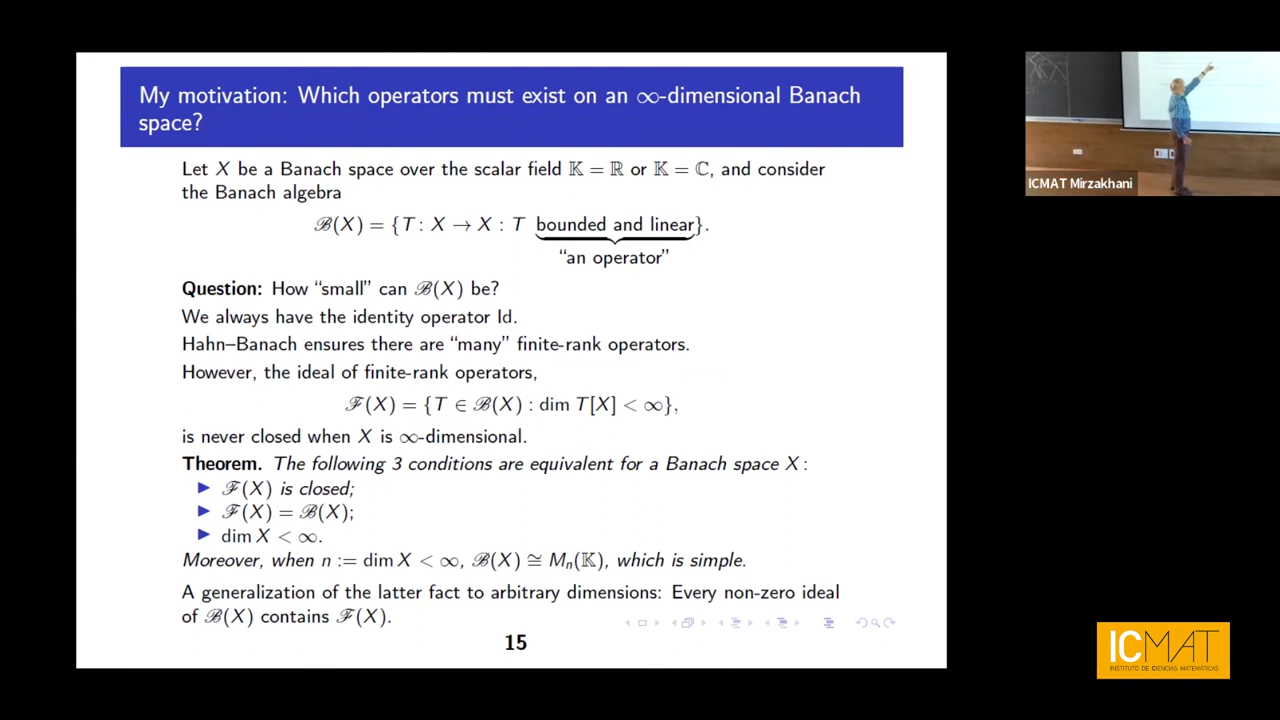 My motivation: Which operators must exist on an ∞-dimensional Banach
space?
Let X be a Banach space over the scalar field 𝕂 = ℝ or 𝕂 = ℂ, and consider
the Banach algebra
ℬ(X) = {T : X → X : T bounded and linear}.
“an operator”
Question: How “small” can ℬ(X) be?
We always have the identity operator Id.
Hahn–Banach ensures there are “many” finite-rank operators.
However, the ideal of finite-rank operators,
ℱ(X) = {T ∈ ℬ(X) : dim T[X] < ∞},
is never closed when X is ∞-dimensional.
Theorem. The following 3 conditions are equivalent for a Banach space X :
▶ ℱ(X) is closed;
▶ ℱ(X) = ℬ(X);
▶ dim X < ∞.
Moreover, when n := dim X < ∞, ℬ(X) ≅ Mₙ(𝕂), which is simple.
A generalization of the latter fact to arbitrary dimensions: Every non-zero ideal
of ℬ(X) contains ℱ(X).
15
ICMAT Mirzakhani
ICMAT
INSTITUTO DE CIENCIAS MATEMÁTICAS